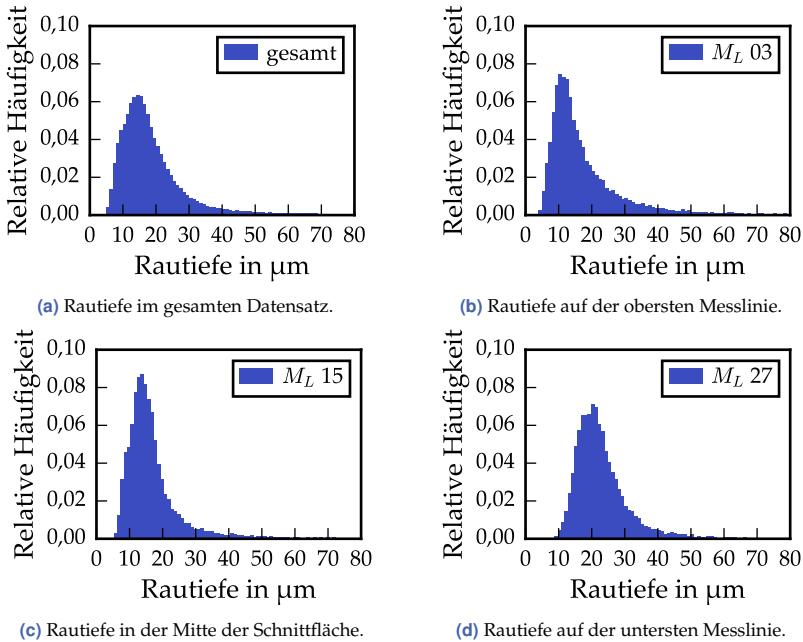 Relative Häufigkeit
0,10
0,08
0,06
0,04
0,02
0,00
gesamt
0 10 20 30 40 50 60 70 80
Rautiefe in µm
(a) Rautiefe im gesamten Datensatz.
Relative Häufigkeit
0,10
0,08
0,06
0,04
0,02
0,00
M_L 03
0 10 20 30 40 50 60 70 80
Rautiefe in µm
(b) Rautiefe auf der obersten Messlinie.
Relative Häufigkeit
0,10
0,08
0,06
0,04
0,02
0,00
M_L 15
0 10 20 30 40 50 60 70 80
Rautiefe in µm
(c) Rautiefe in der Mitte der Schnittfläche.
Relative Häufigkeit
0,10
0,08
0,06
0,04
0,02
0,00
M_L 27
0 10 20 30 40 50 60 70 80
Rautiefe in µm
(d) Rautiefe auf der untersten Messlinie.